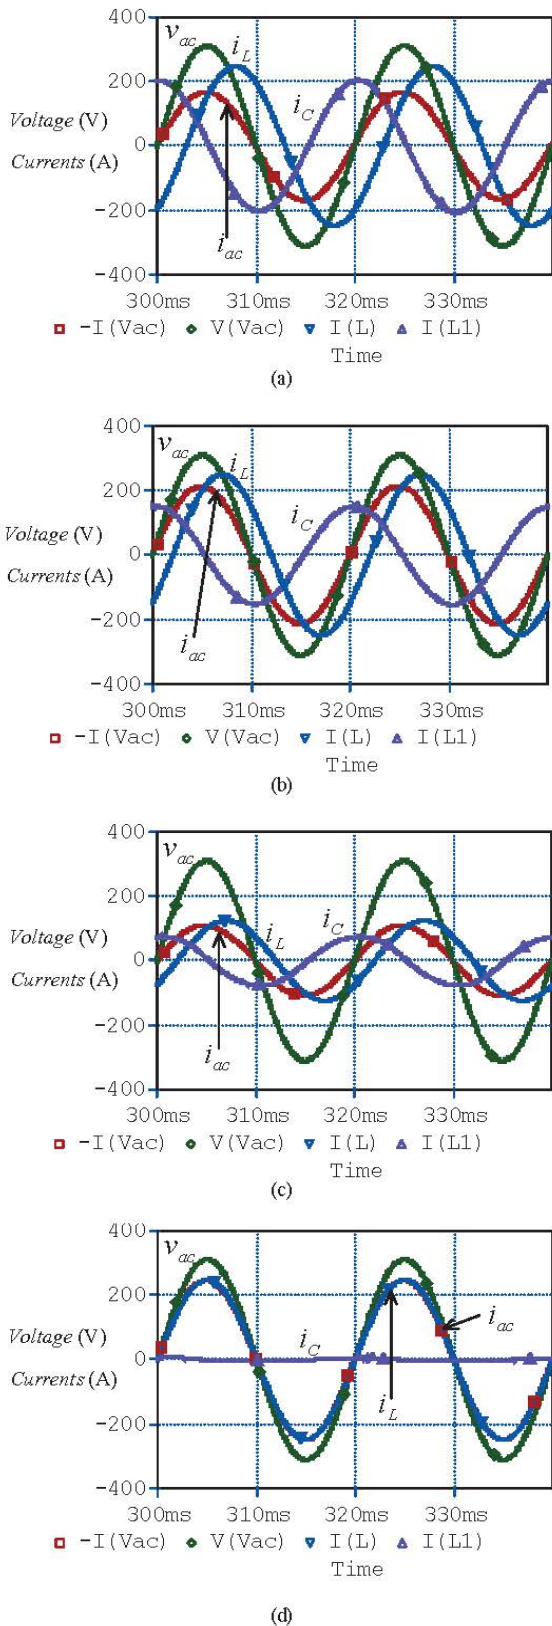 400
v_ac
i_L
200
i_C
Voltage (V)
0
Currents (A)
-200
i_ac
-400
300ms 310ms 320ms 330ms
-I(Vac) V(Vac) I(L) I(L1)
Time
(a)
400
v_ac
i_L
200
i_C
Voltage (V)
0
Currents (A)
-200
i_ac
-400
300ms 310ms 320ms 330ms
-I(Vac) V(Vac) I(L) I(L1)
Time
(b)
400
v_ac
200
i_L i_C
Voltage (V)
0
Currents (A)
-200
i_ac
-400
300ms 310ms 320ms 330ms
-I(Vac) V(Vac) I(L) I(L1)
Time
(c)
400
v_ac
200
i_ac
i_C
Voltage (V)
0
Currents (A)
i_L
-200
-400
300ms 310ms 320ms 330ms
-I(Vac) V(Vac) I(L) I(L1)
Time
(d)